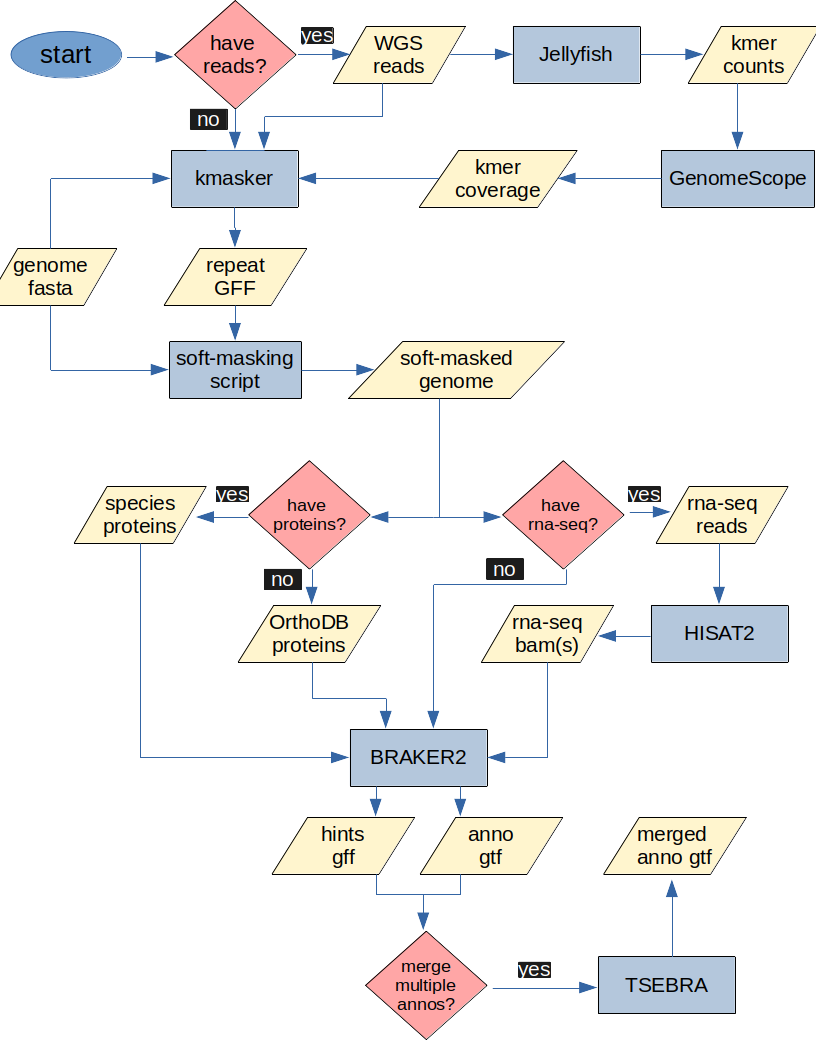 start
have
reads?
yes
WGS
reads
Jellyfish
kmer
counts
no
kmasker
kmer
coverage
GenomeScope
genome
fasta
repeat
GFF
soft-masking
script
soft-masked
genome
species
proteins
yes
have
proteins?
have
rna-seq?
yes
rna-seq
reads
no
no
OrthoDB
proteins
rna-seq
bam(s)
HISAT2
BRAKER2
hints
gff
anno
gtf
merged
anno gtf
merge
multiple
annos?
yes
TSEBRA